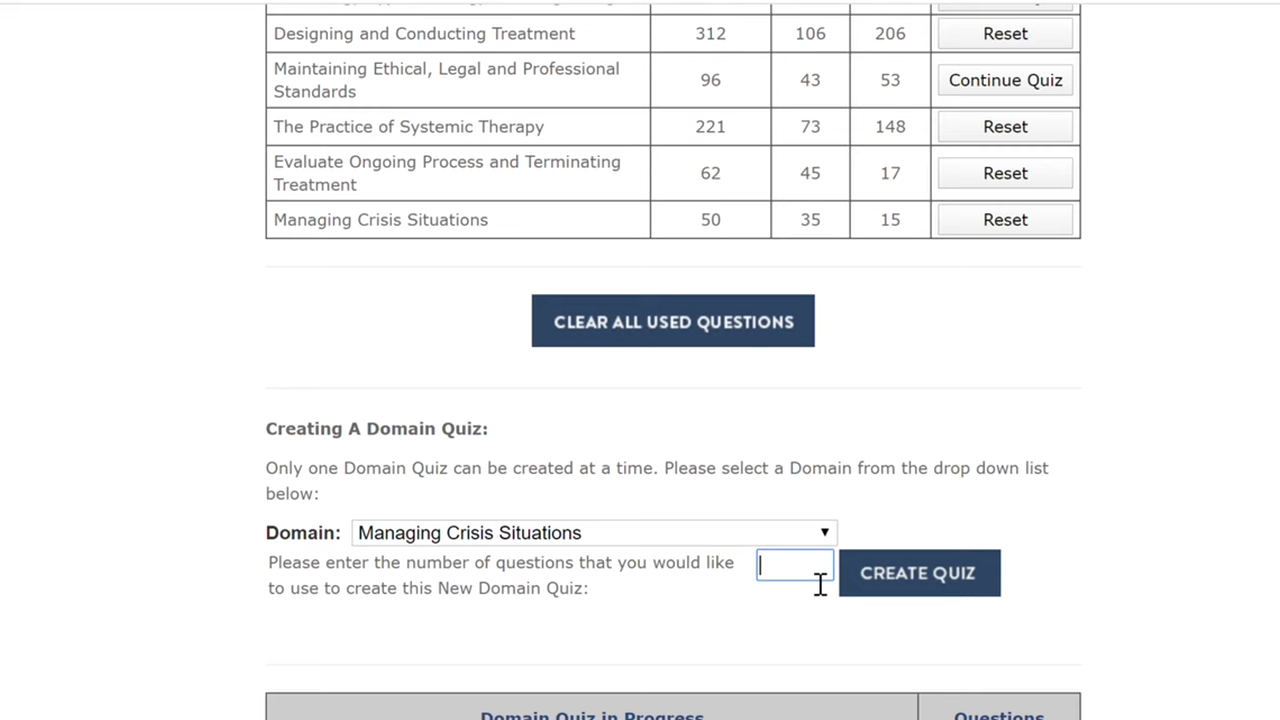 Designing and Conducting Treatment 312 106 206 Reset
Maintaining Ethical, Legal and Professional
Standards 96 43 53 Continue Quiz
The Practice of Systemic Therapy 221 73 148 Reset
Evaluate Ongoing Process and Terminating
Treatment 62 45 17 Reset
Managing Crisis Situations 50 35 15 Reset
CLEAR ALL USED QUESTIONS
Creating A Domain Quiz:
Only one Domain Quiz can be created at a time. Please select a Domain from the drop down list
below:
Domain: Managing Crisis Situations
Please enter the number of questions that you would like
to use to create this New Domain Quiz:
CREATE QUIZ
Domain Quiz in Progress Questions